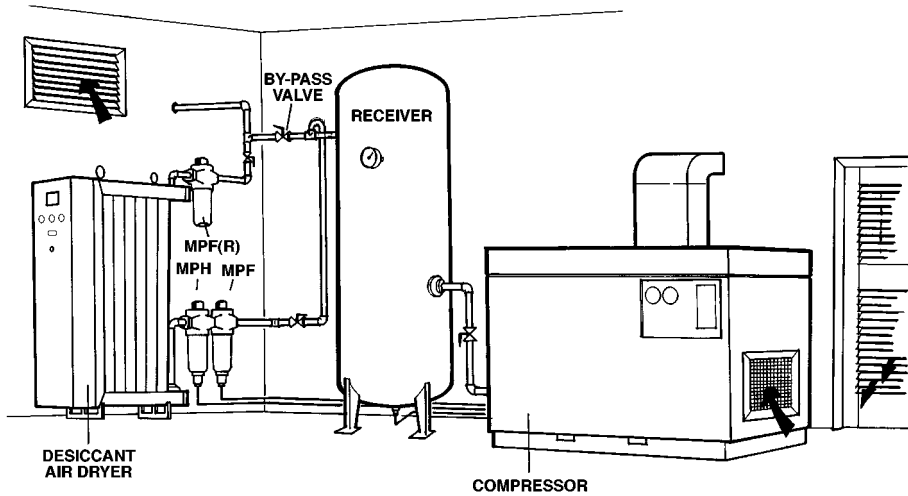 BY-PASS
VALVE
RECEIVER
MPF(R)
MPH MPF
DESICCANT
AIR DRYER
COMPRESSOR